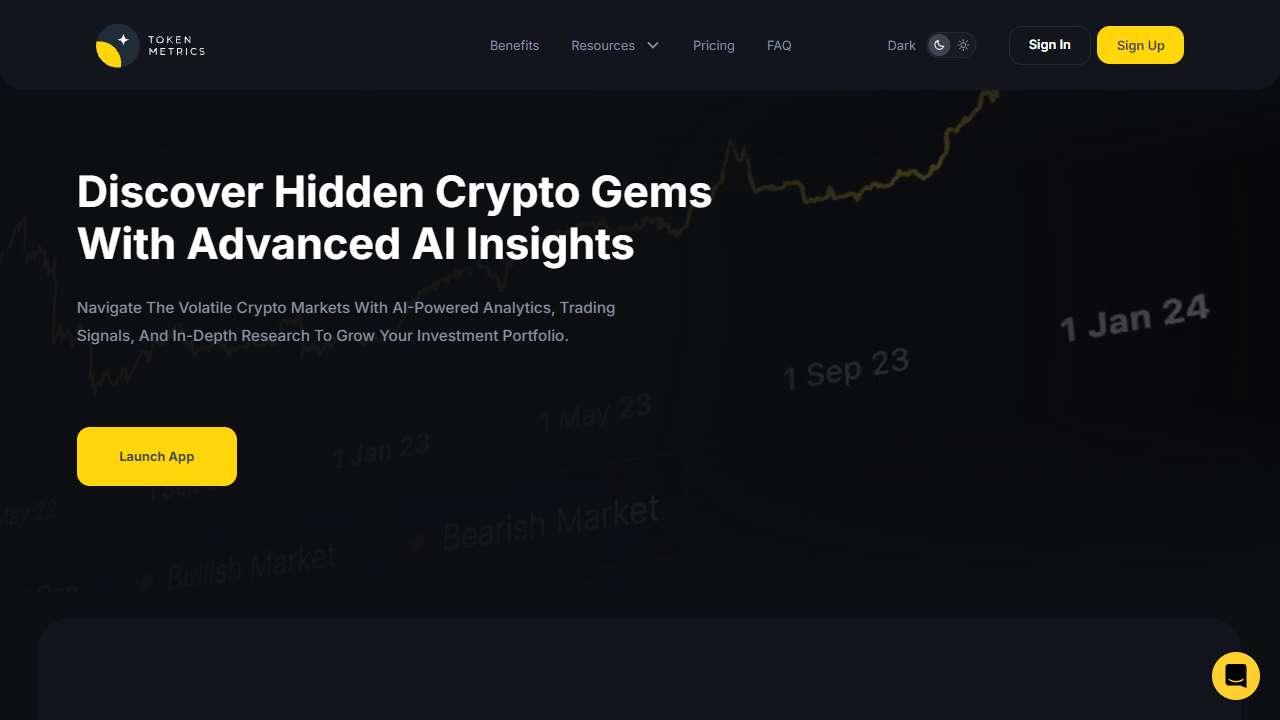 TOKEN
METRICS
Benefits
Resources
Pricing
FAQ
Dark
Sign In
Sign Up
Discover Hidden Crypto Gems
With Advanced AI Insights
Navigate The Volatile Crypto Markets With AI-Powered Analytics, Trading
Signals, And In-Depth Research To Grow Your Investment Portfolio.
1 Jan 24
1 Sep 23
1 May 23
1 Jan 23
Launch App
May 22
Bearish Market
Bullish Market